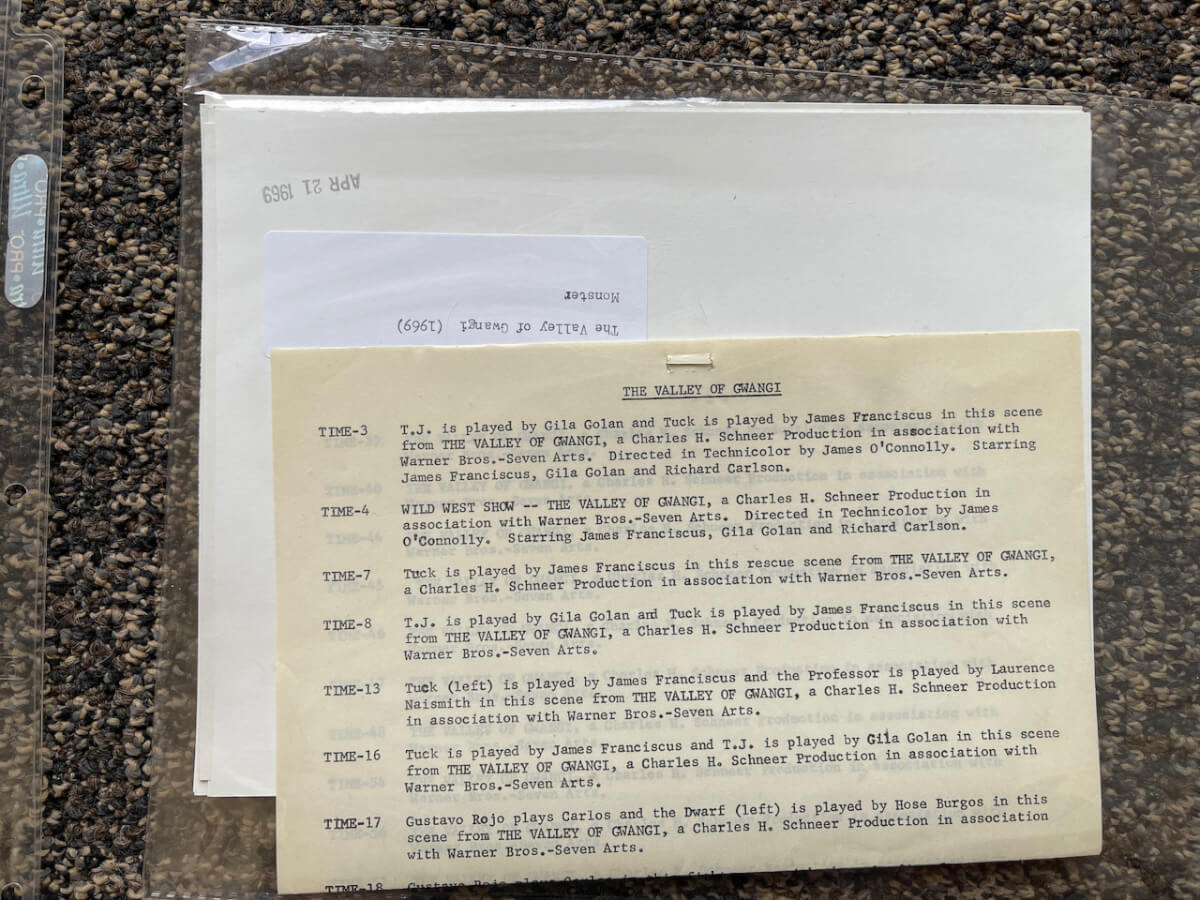 APR 21 1969
The Valley of Gwangi (1969)
Monster
Nitro•PRO
THE VALLEY OF GWANGI
TIME-3 T.J. is played by Gila Golan and Tuck is played by James Franciscus in this scene
from THE VALLEY OF GWANGI, a Charles H. Schneer Production in association with
Warner Bros.-Seven Arts. Directed in Technicolor by James O'Connolly. Starring
James Franciscus, Gila Golan and Richard Carlson.
TIME-4 WILD WEST SHOW -- THE VALLEY OF GWANGI, a Charles H. Schneer Production in
association with Warner Bros.-Seven Arts. Directed in Technicolor by James
O'Connolly. Starring James Franciscus, Gila Golan and Richard Carlson.
TIME-7 Tuck is played by James Franciscus in this rescue scene from THE VALLEY OF GWANGI,
a Charles H. Schneer Production in association with Warner Bros.-Seven Arts.
TIME-8 T.J. is played by Gila Golan and Tuck is played by James Franciscus in this scene
from THE VALLEY OF GWANGI, a Charles H. Schneer Production in association with
Warner Bros.-Seven Arts.
TIME-13 Tuck (left) is played by James Franciscus and the Professor is played by Laurence
Naismith in this scene from THE VALLEY OF GWANGI, a Charles H. Schneer Production
in association with Warner Bros.-Seven Arts.
TIME-16 Tuck is played by James Franciscus and T.J. is played by Gila Golan in this scene
from THE VALLEY OF GWANGI, a Charles H. Schneer Production in association with
Warner Bros.-Seven Arts.
TIME-17 Gustavo Rojo plays Carlos and the Dwarf (left) is played by Hose Burgos in this
scene from THE VALLEY OF GWANGI, a Charles H. Schneer Production in association
with Warner Bros.-Seven Arts.
TIME-18 Gustavo Rojo plays Carlos in this